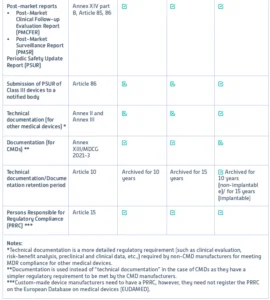 Post-market reports
• Post-Market
Clinical Follow-up
Evaluation Report
[PMCFER]
• Post-Market
Surveillance Report
[PMSR]
Periodic Safety Update
Report [PSUR]
Annex XIV part
B, Article 85, 86
Submission of PSUR of
Class III devices to a
notified body
Article 86
Technical
documentation [for
other medical devices] *
Annex II and
Annex III
Documentation [for
CMDs] **
Annex
XIII/MDCG
2021-3
Technical
documentation/Docume
ntation retention period
Article 10
Archived for 10
years
Archived for 15
years
Archived for
10 years
[non-implantabl
e]/ for 15 years
[implantable]
Persons Responsible for
Regulatory Compliance
[PRRC] ***
Article 15
Notes:
*Technical documentation is a more detailed regulatory requirement [such as clinical evaluation,
risk-benefit analysis, preclinical and clinical data, etc.,] required by non-CMD manufacturers for meeting
MDR compliance for other medical devices.
**Documentation is used instead of "technical documentation" in the case of CMDs as they have a
simpler regulatory requirement to be met by the CMD manufacturers.
***Custom-made device manufacturers need to have a PRRC, however, they need not register the PRRC
on the European Database on medical devices [EUDAMED].